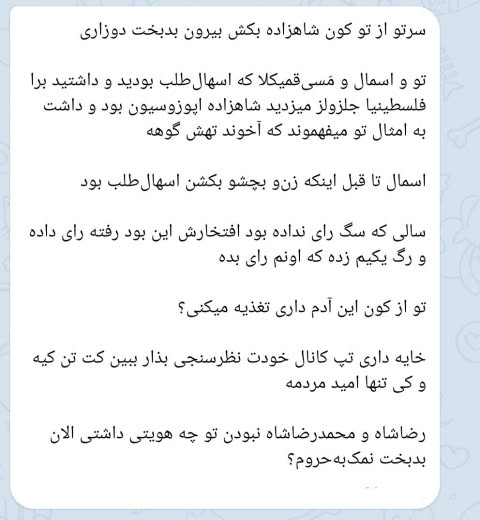 سرتو از تو کون شاهزاده بکش بیرون بدبخت دوزاری
تو و اسمال و مَسی‌قمیکلا که اسهال‌طلب بودید و داشتید برا
فلسطینیا جلزولز میزدید شاهزاده اپوزوسیون بود و داشت
به امثال تو میفهموند که آخوند تهش گوهه
اسمال تا قبل اینکه زن‌و بچشو بکشن اسهال‌طلب بود
سالی که سگ رای نداده بود افتخارش این بود رفته رای داده
و رگ یکیم زده که اونم رای بده
تو از کون این آدم داری تغذیه میکنی؟
خایه داری تپ کانال خودت نظرسنجی بذار ببین کت تن کیه
و کی تنها امید مردمه
رضاشاه و محمدرضاشاه نبودن تو چه هویتی داشتی الان
بدبخت نمک‌به‌حروم؟